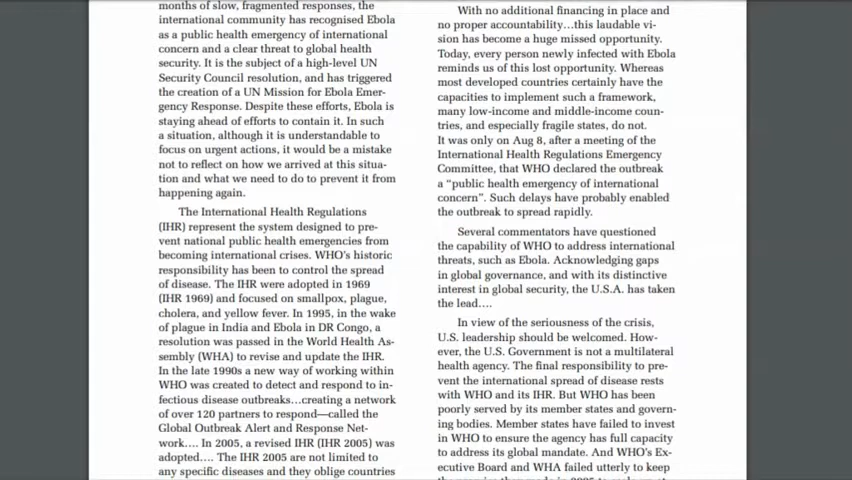 months of slow, fragmented responses, the
international community has recognised Ebola
as a public health emergency of international
concern and a clear threat to global health
security. It is the subject of a high-level UN
Security Council resolution, and has triggered
the creation of a UN Mission for Ebola Emer-
gency Response. Despite these efforts, Ebola is
staying ahead of efforts to contain it. In such
a situation, although it is understandable to
focus on urgent actions, it would be a mistake
not to reflect on how we arrived at this situa-
tion and what we need to do to prevent it from
happening again.
The International Health Regulations
(IHR) represent the system designed to pre-
vent national public health emergencies from
becoming international crises. WHO's historic
responsibility has been to control the spread
of disease. The IHR were adopted in 1969
(IHR 1969) and focused on smallpox, plague,
cholera, and yellow fever. In 1995, in the wake
of plague in India and Ebola in DR Congo, a
resolution was passed in the World Health As-
sembly (WHA) to revise and update the IHR.
In the late 1990s a new way of working within
WHO was created to detect and respond to in-
fectious disease outbreaks…creating a network
of over 120 partners to respond—called the
Global Outbreak Alert and Response Net-
work…. In 2005, a revised IHR (IHR 2005) was
adopted…. The IHR 2005 are not limited to
any specific diseases and they oblige countries
With no additional financing in place and
no proper accountability…this laudable vi-
sion has become a huge missed opportunity.
Today, every person newly infected with Ebola
reminds us of this lost opportunity. Whereas
most developed countries certainly have the
capacities to implement such a framework,
many low-income and middle-income coun-
tries, and especially fragile states, do not.
It was only on Aug 8, after a meeting of the
International Health Regulations Emergency
Committee, that WHO declared the outbreak
a “public health emergency of international
concern”. Such delays have probably enabled
the outbreak to spread rapidly.
Several commentators have questioned
the capability of WHO to address international
threats, such as Ebola. Acknowledging gaps
in global governance, and with its distinctive
interest in global security, the U.S.A. has taken
the lead….
In view of the seriousness of the crisis,
U.S. leadership should be welcomed. How-
ever, the U.S. Government is not a multilateral
health agency. The final responsibility to pre-
vent the international spread of disease rests
with WHO and its IHR. But WHO has been
poorly served by its member states and govern-
ing bodies. Member states have failed to invest
in WHO to ensure the agency has full capacity
to address its global mandate. And WHO's Ex-
ecutive Board and WHA failed utterly to keep